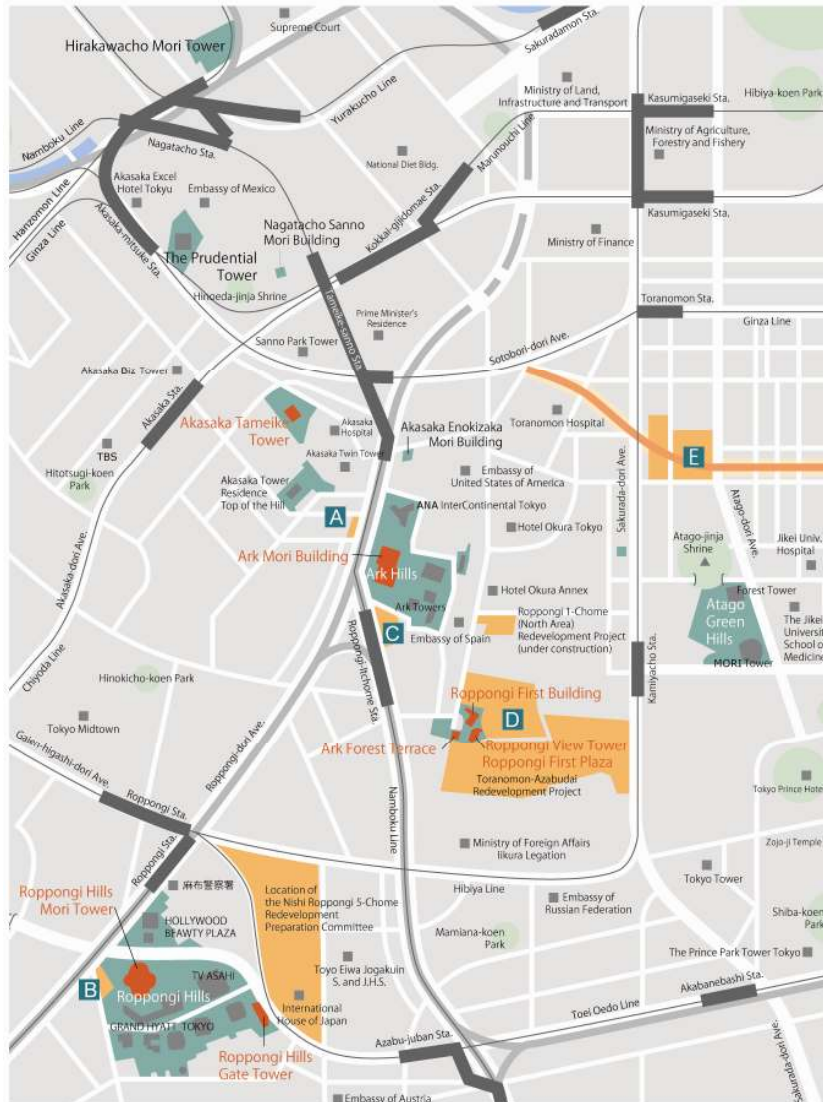 Supreme Court
Sakuradamon Sta.
Hirakawacho Mori Tower
Ministry of Land,
Infrastructure and Transport
Kasumigaseki Sta.
Hibiya-koen Park
Yurakucho Line
Namboku Line
Nagatacho Sta.
Marunouchi Line
Ministry of Agriculture,
Forestry and Fishery
National Diet Bldg.
Akasaka Excel
Hotel Tokyu
Embassy of Mexico
Hanzomon Line
Ginza Line
Akasaka-mitsuke Sta.
Kokkai-gijidomae Sta.
Kasumigaseki Sta.
Nagatacho Sanno
Mori Building
Ministry of Finance
The Prudential
Tower
Hinoeda-jinja Shrine
Tameike-sanno Sta.
Toranomon Sta.
Prime Minister's
Residence
Ginza Line
Sanno Park Tower
Sotobori-dori Ave.
Akasaka Biz Tower
Akasaka Sta.
Akasaka Tameike
Tower
Akasaka
Hospital
Akasaka Enokizaka
Mori Building
Toranomon Hospital
TBS
Hitotsugi-koen
Park
Akasaka Twin Tower
E
Akasaka Tower
Residence
Top of the Hill
Embassy of
United States of America
Sakurada-dori Ave.
Atago-dori Ave.
A
ANA InterContinental Tokyo
Hotel Okura Tokyo
Atago-jinja
Shrine
Jikei Univ.
Hospital
Akasaka-dori Ave.
Ark Mori Building
Ark Hills
Hotel Okura Annex
Forest Tower
Ark Towers
Atago
Green
Hills
C
Embassy of Spain
Roppongi 1-Chome
(North Area)
Redevelopment Project
(under construction)
The Jikei
University
School of
Medicine
Roppongi-Itchome Sta.
Kamiyacho Sta.
MORI Tower
Chiyoda Line
Hinokicho-koen Park
Roppongi First Building
D
Tokyo Midtown
Roppongi-dori Ave.
Ark Forest Terrace
Roppongi View Tower
Roppongi First Plaza
Gaien-higashi-dori Ave.
Toranomon-Azabudai
Redevelopment Project
Namboku Line
Tokyo Prince Hotel
Roppongi Sta.
Roppongi Sta.
Ministry of Foreign Affairs
Iikura Legation
Zojo-ji Temple
Tokyo Tower
Roppongi Hills
Mori Tower
麻布警察署
Location of
the Nishi Roppongi 5-Chome
Redevelopment
Preparation Committee
Hibiya Line
Embassy of
Russian Federation
HOLLYWOOD
BEAWTY PLAZA
Shiba-koen
Park
Mamiana-koen
Park
The Prince Park Tower Tokyo
TV ASAHI
Toyo Eiwa Jogakuin
S. and J.H.S.
B
Roppongi Hills
Akabanebashi Sta.
International
House of Japan
Toei Oedo Line
GRAND HYATT TOKYO
Azabu-juban Sta.
Roppongi Hills
Gate Tower
Sakurada-dori Ave.
Embassy of Austria